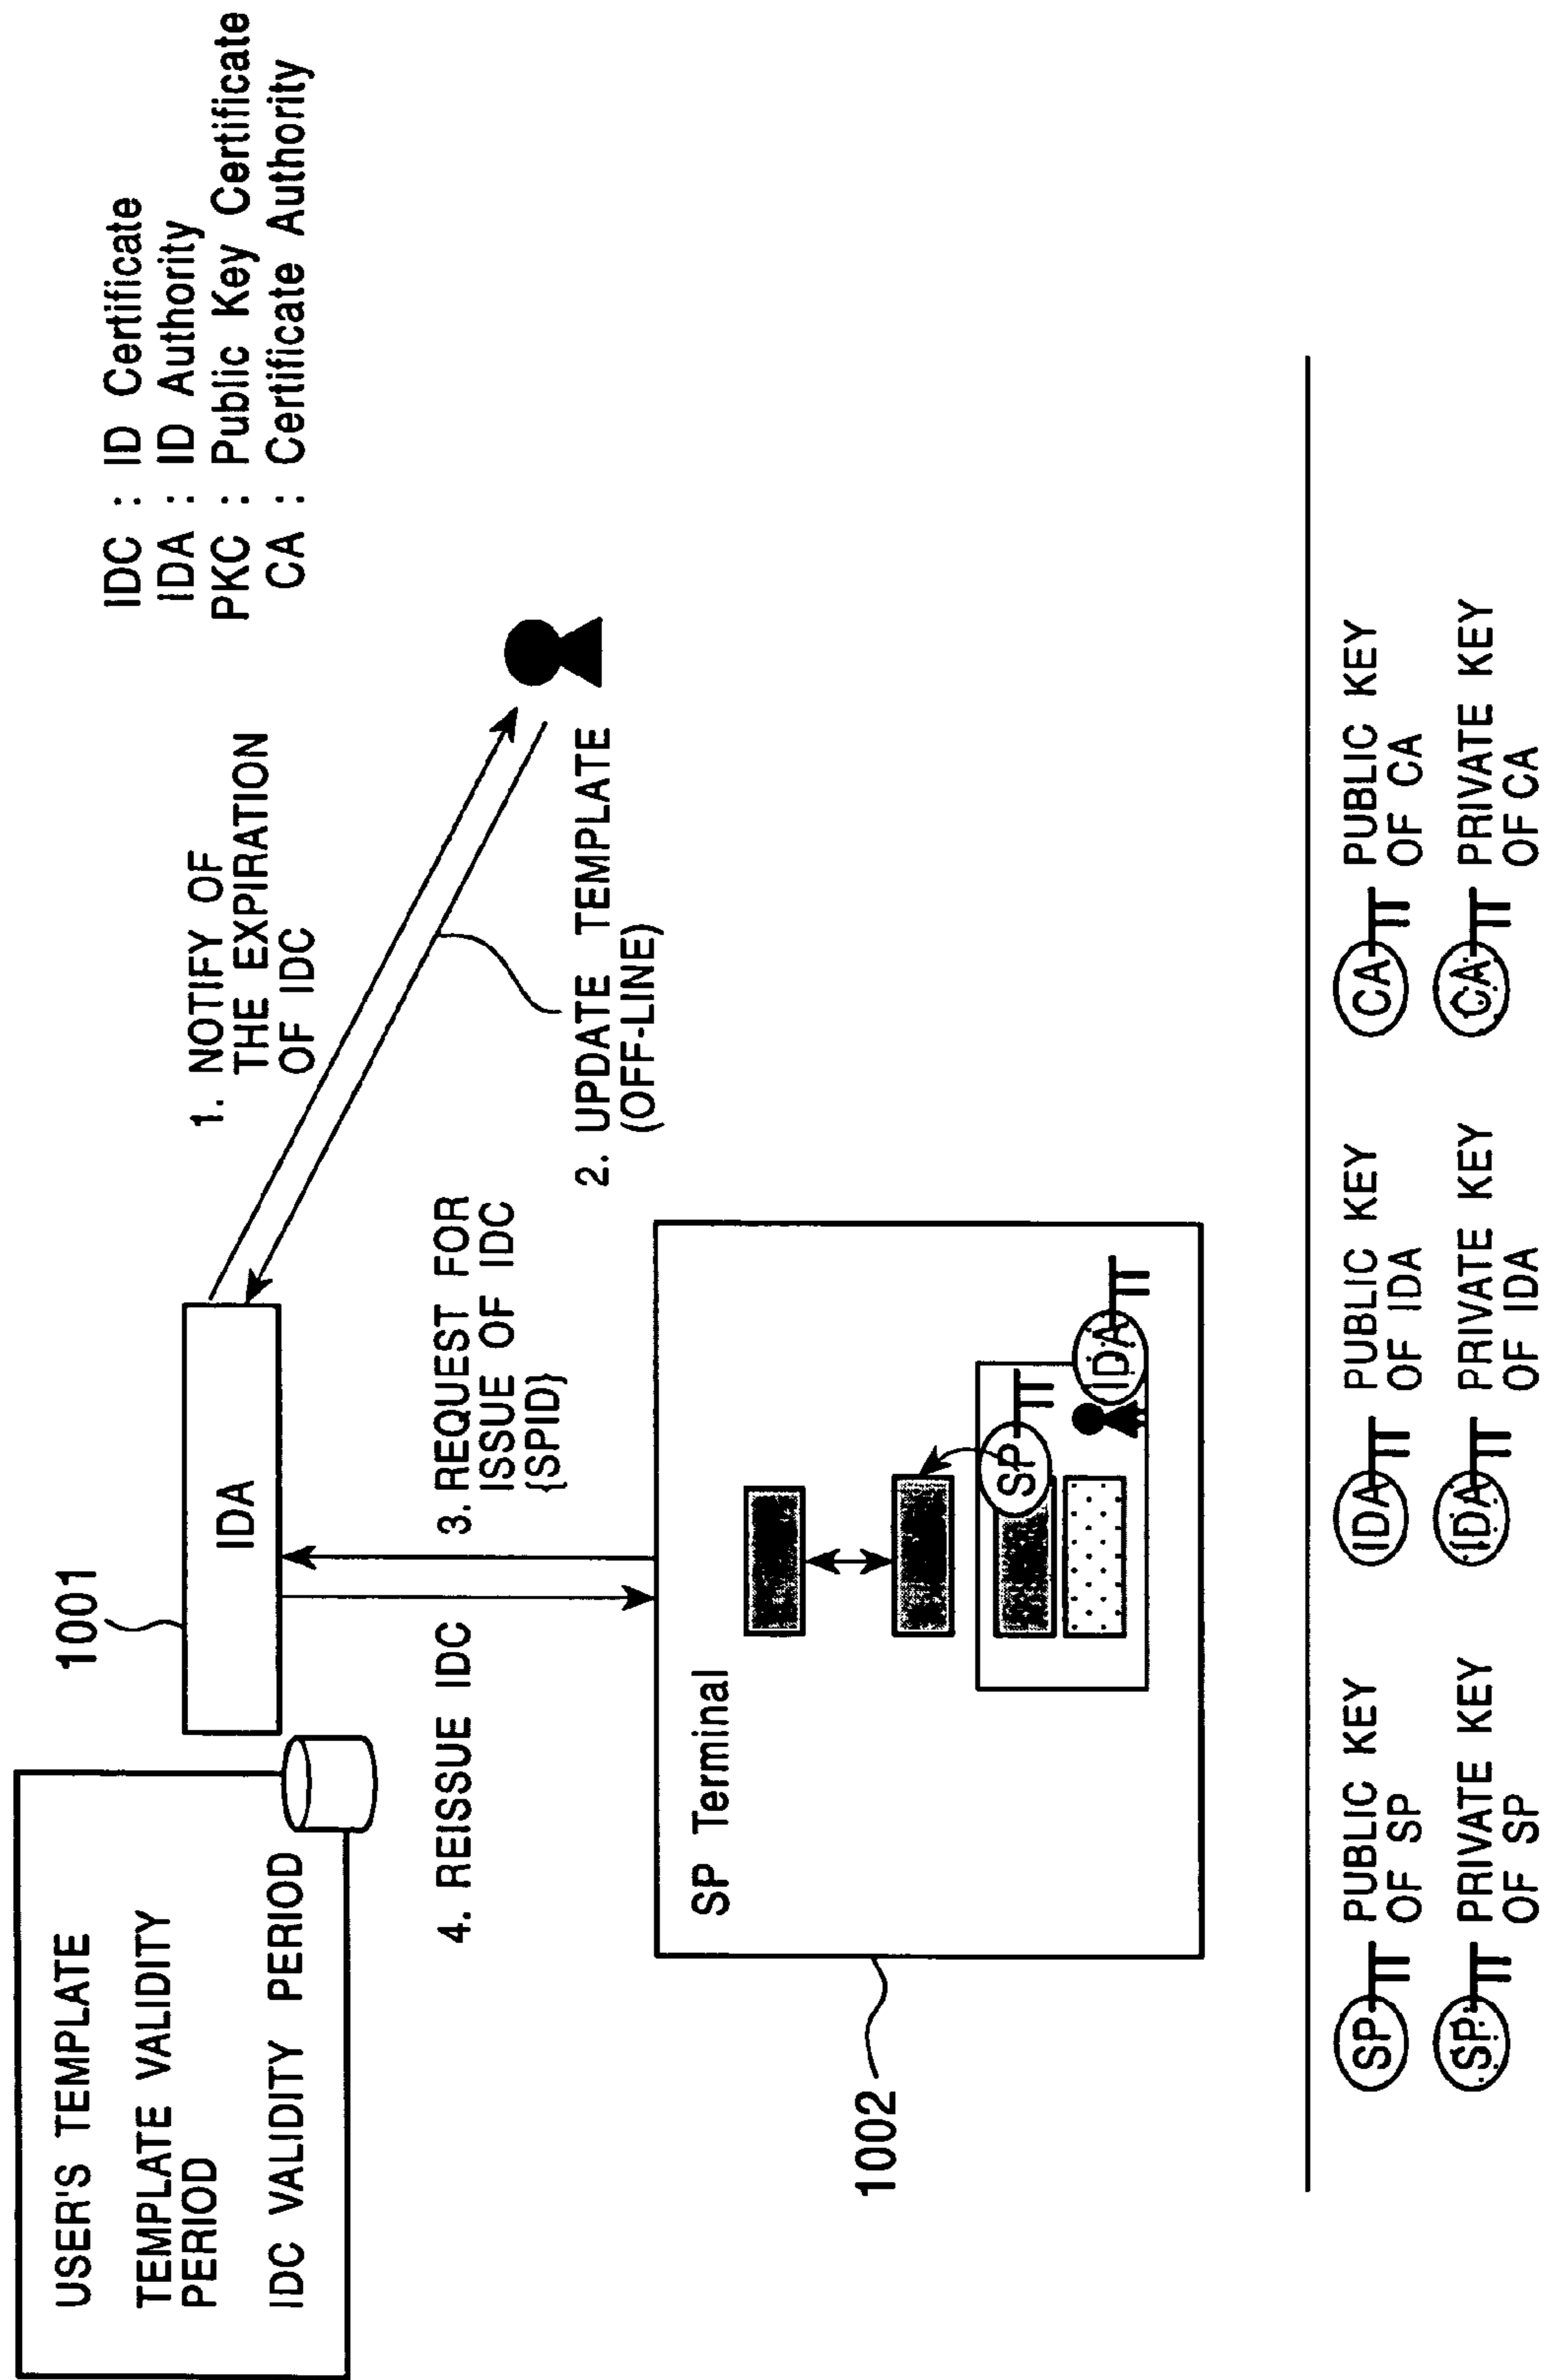 IDC : ID Certificate
IDA : ID Authority
PKC : Public Key Certificate
CA : Certificate Authority
USER'S TEMPLATE
TEMPLATE VALIDITY
PERIOD
IDC VALIDITY PERIOD
1001
IDA
1. NOTIFY OF
THE EXPIRATION
OF IDC
2. UPDATE TEMPLATE
(OFF-LINE)
3. REQUEST FOR
ISSUE OF IDC
{SPID}
4. REISSUE IDC
SP Terminal
SP
IDA
1002
SP
PUBLIC KEY
OF SP
IDA
PUBLIC KEY
OF IDA
CA
PUBLIC KEY
OF CA
SP
PRIVATE KEY
OF SP
IDA
PRIVATE KEY
OF IDA
CA
PRIVATE KEY
OF CA